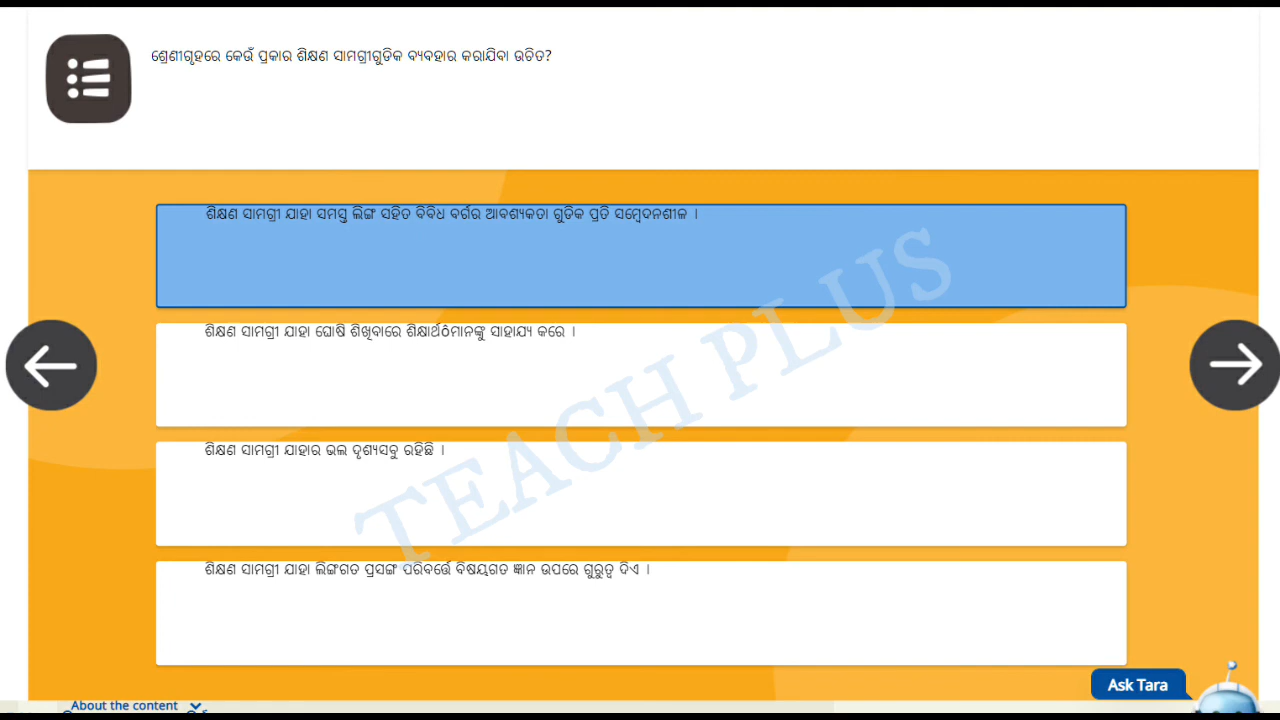 ଶ୍ରେଣୀଗୃହରେ କେଉଁ ପ୍ରକାର ଶିକ୍ଷଣ ସାମଗ୍ରୀଗୁଡିକ ବ୍ୟବହାର କରାଯିବା ଉଚିତ?
ଶିକ୍ଷଣ ସାମଗ୍ରୀ ଯାହା ସମସ୍ତ ଲିଙ୍ଗ ସହିତ ବିବିଧ ବର୍ଗର ଆବଶ୍ୟକତା ଗୁଡିକ ପ୍ରତି ସମ୍ବେଦନଶୀଳ ।
ଶିକ୍ଷଣ ସାମଗ୍ରୀ ଯାହା ଘୋଷି ଶିଖିବାରେ ଶିକ୍ଷାର୍ଥôମାନଙ୍କୁ ସାହାଯ୍ୟ କରେ ।
ଶିକ୍ଷଣ ସାମଗ୍ରୀ ଯାହାର ଭଲ ଦୃଶ୍ୟସବୁ ରହିଛି ।
TEACH PLUS
ଶିକ୍ଷଣ ସାମଗ୍ରୀ ଯାହା ଲିଙ୍ଗଗତ ପ୍ରସଙ୍ଗ ପରିବର୍ତ୍ତେ ବିଷୟଗତ ଜ୍ଞାନ ଉପରେ ଗୁରୁତ୍ୱ ଦିଏ ।
Ask Tara
About the content